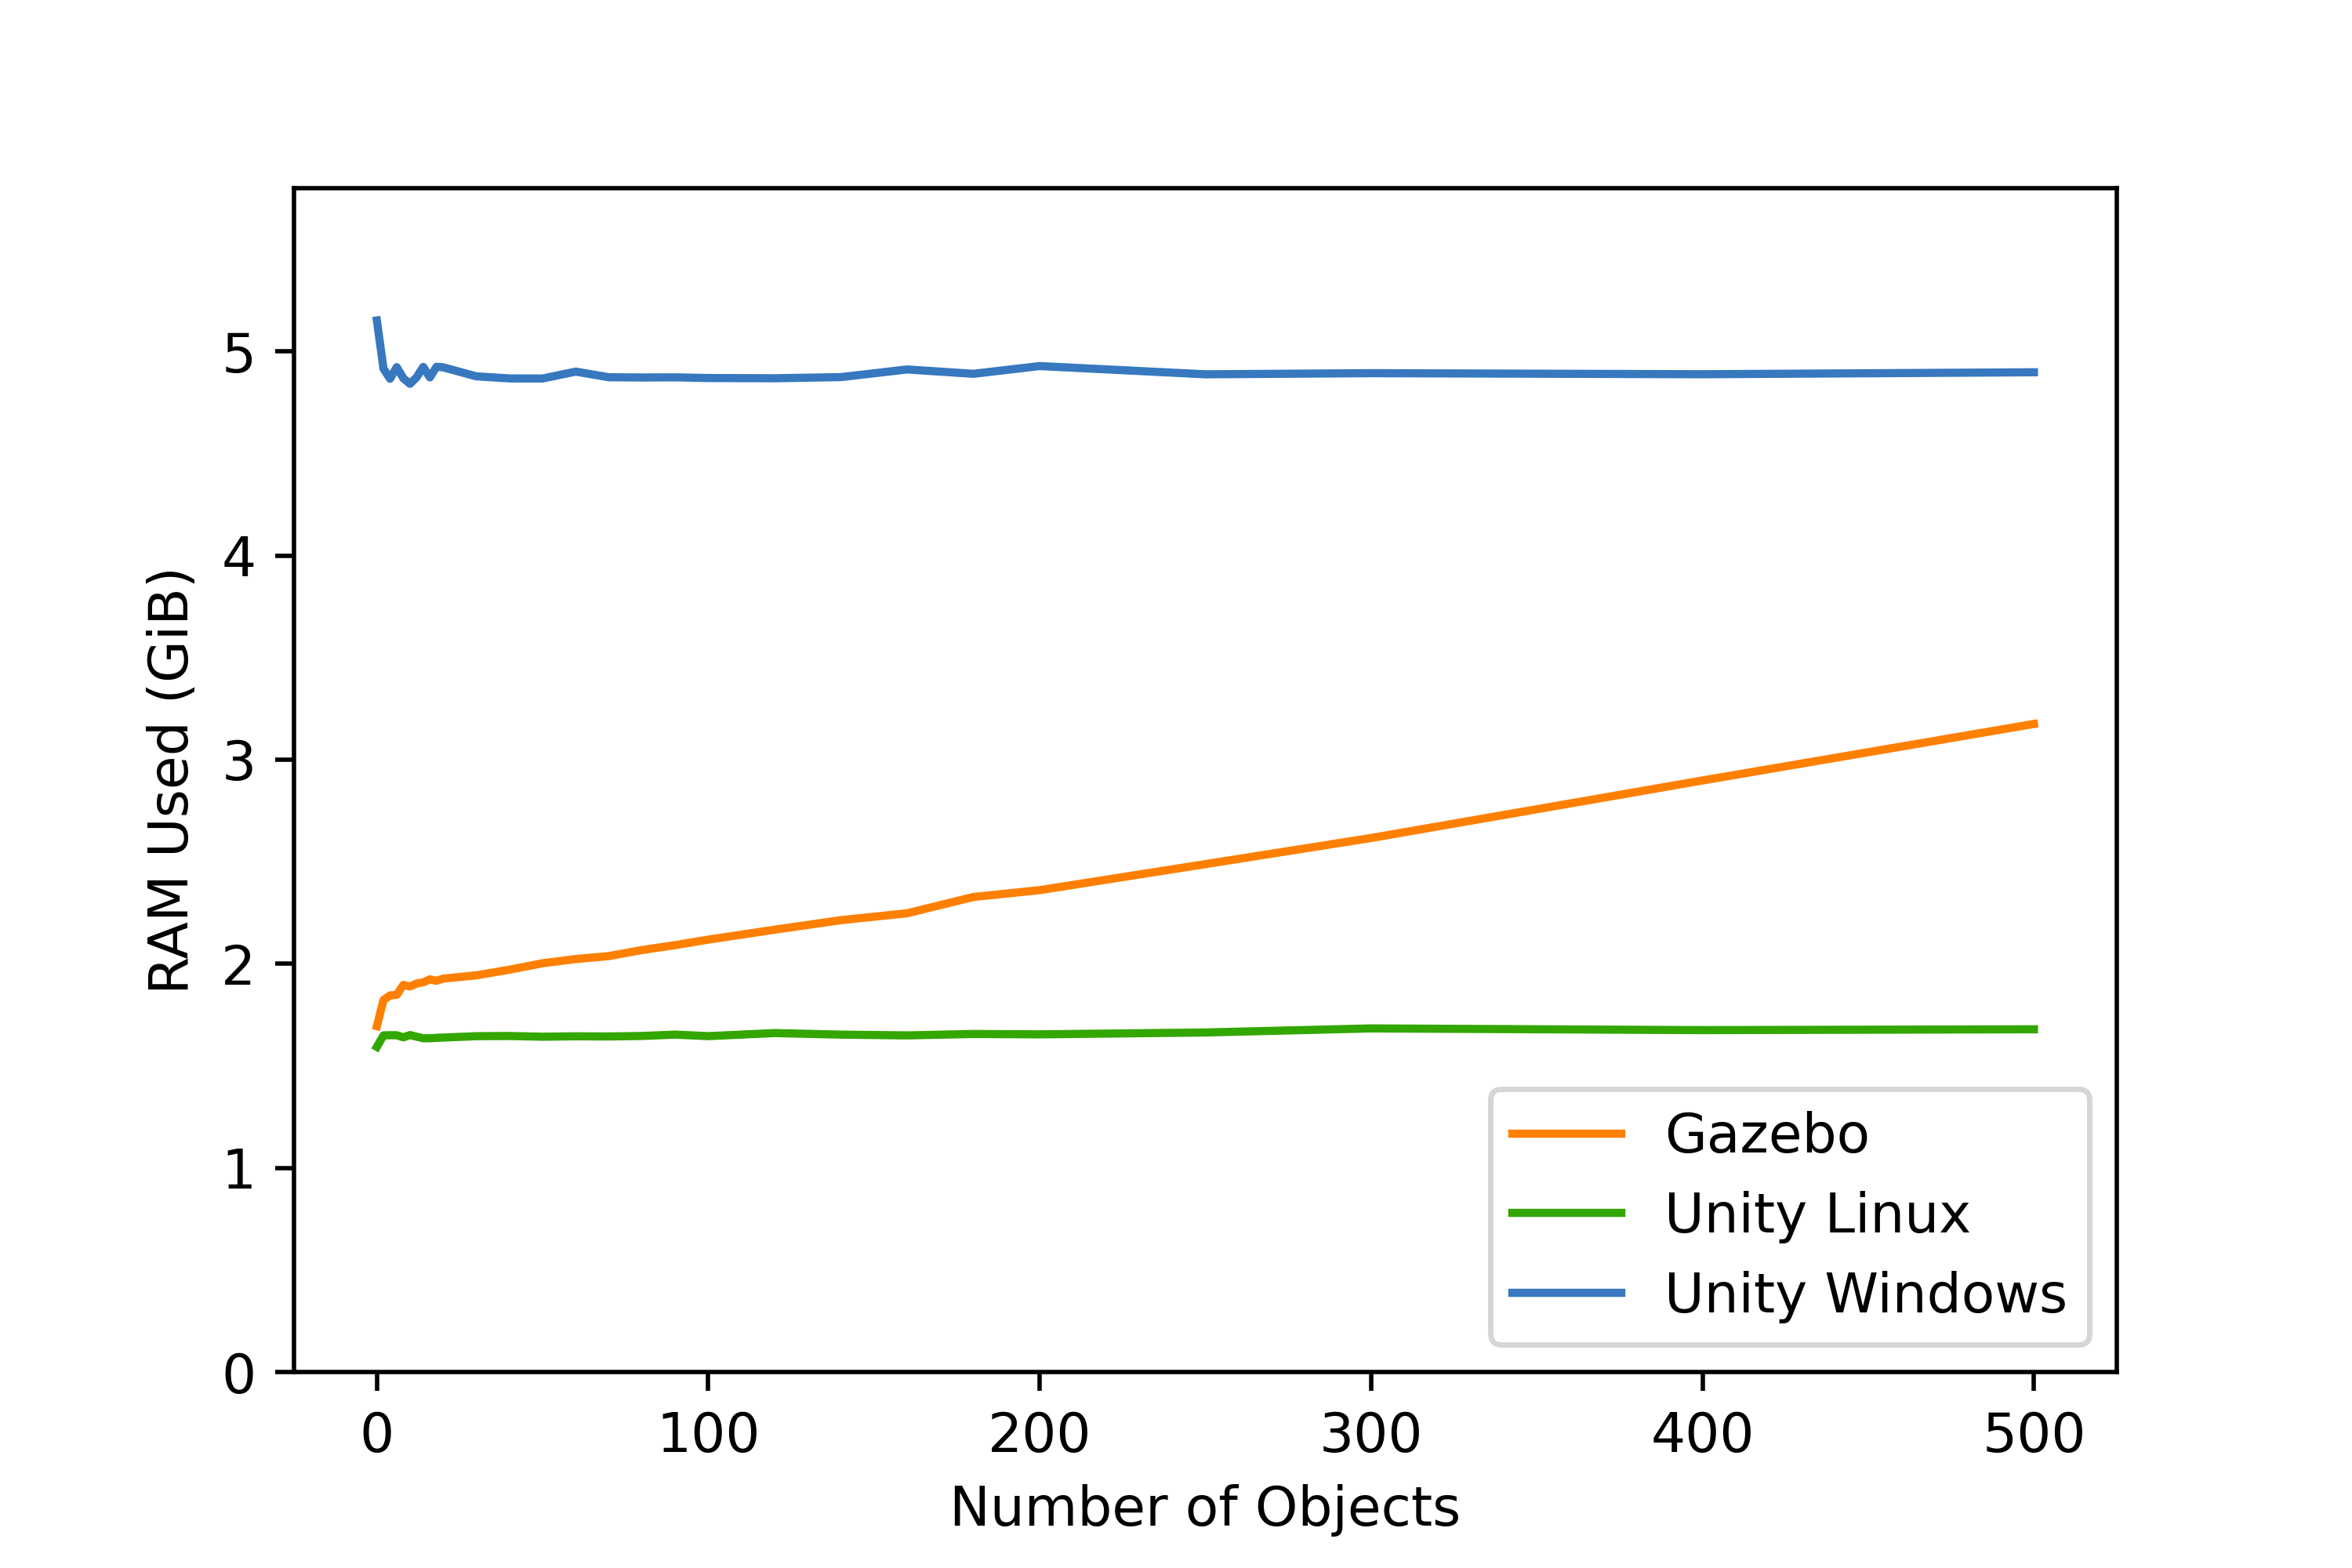 RAM Used (GiB)
5
4
3
2
1
0
0 100 200 300 400 500
Number of Objects
Gazebo
Unity Linux
Unity Windows